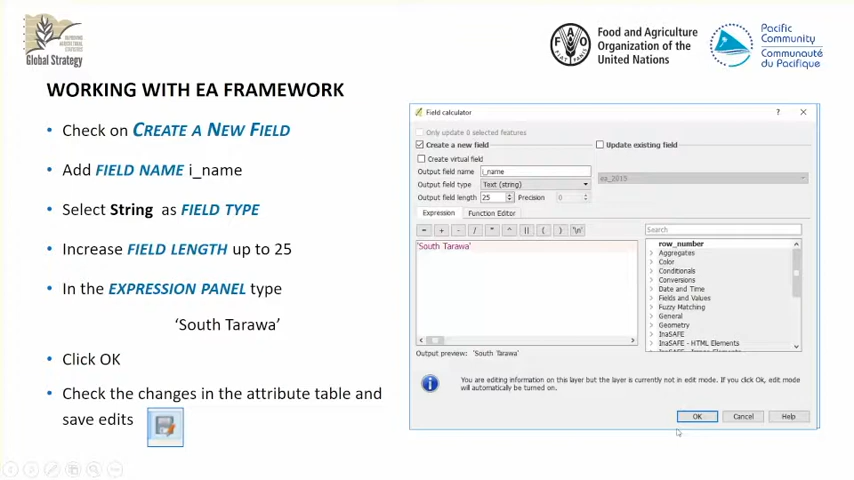 Global Strategy
Food and Agriculture
Organization of the
United Nations
Pacific
Community
Communauté
du Pacifique
WORKING WITH EA FRAMEWORK
• Check on CREATE A NEW FIELD
• Add FIELD NAME i_name
• Select String as FIELD TYPE
• Increase FIELD LENGTH up to 25
• In the EXPRESSION PANEL type
‘South Tarawa’
• Click OK
• Check the changes in the attribute table and
save edits
Field calculator
Only update 0 selected features
Create a new field
Update existing field
Create virtual field
Output field name i_name
Output field type Text (string)
ea_2015
Output field length 25 Precision 0
Expression Function Editor
= + - / * ^ || ( ) '\n'
Search
'South Tarawa'
row_number
Aggregates
Color
Conditionals
Conversions
Date and Time
Fields and Values
Fuzzy Matching
General
Geometry
InaSAFE
InaSAFE - HTML Elements
Output preview: 'South Tarawa'
You are editing information on this layer but the layer is currently not in edit mode. If you click Ok, edit mode
will automatically be turned on.
OK Cancel Help